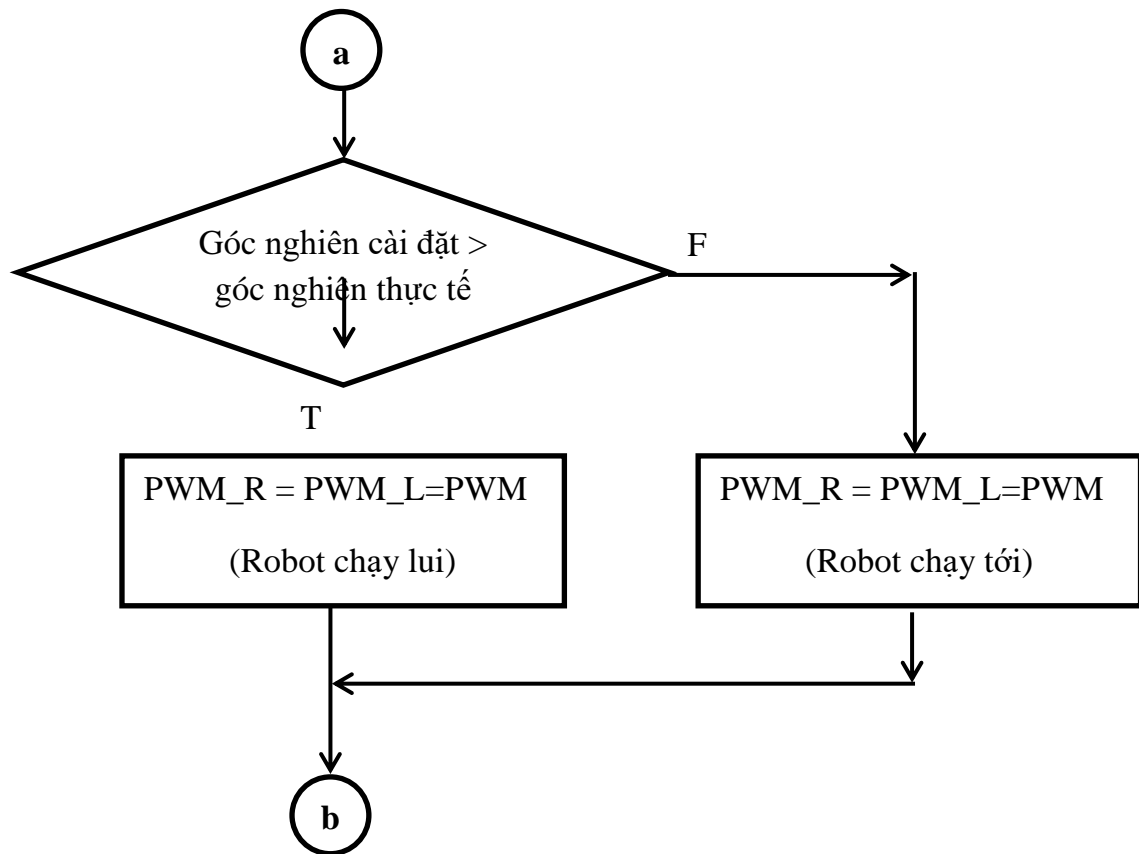 a
Góc nghiên cài đặt >
góc nghiên thực tế
F
T
PWM_R = PWM_L=PWM
(Robot chạy lui)
PWM_R = PWM_L=PWM
(Robot chạy tới)
b